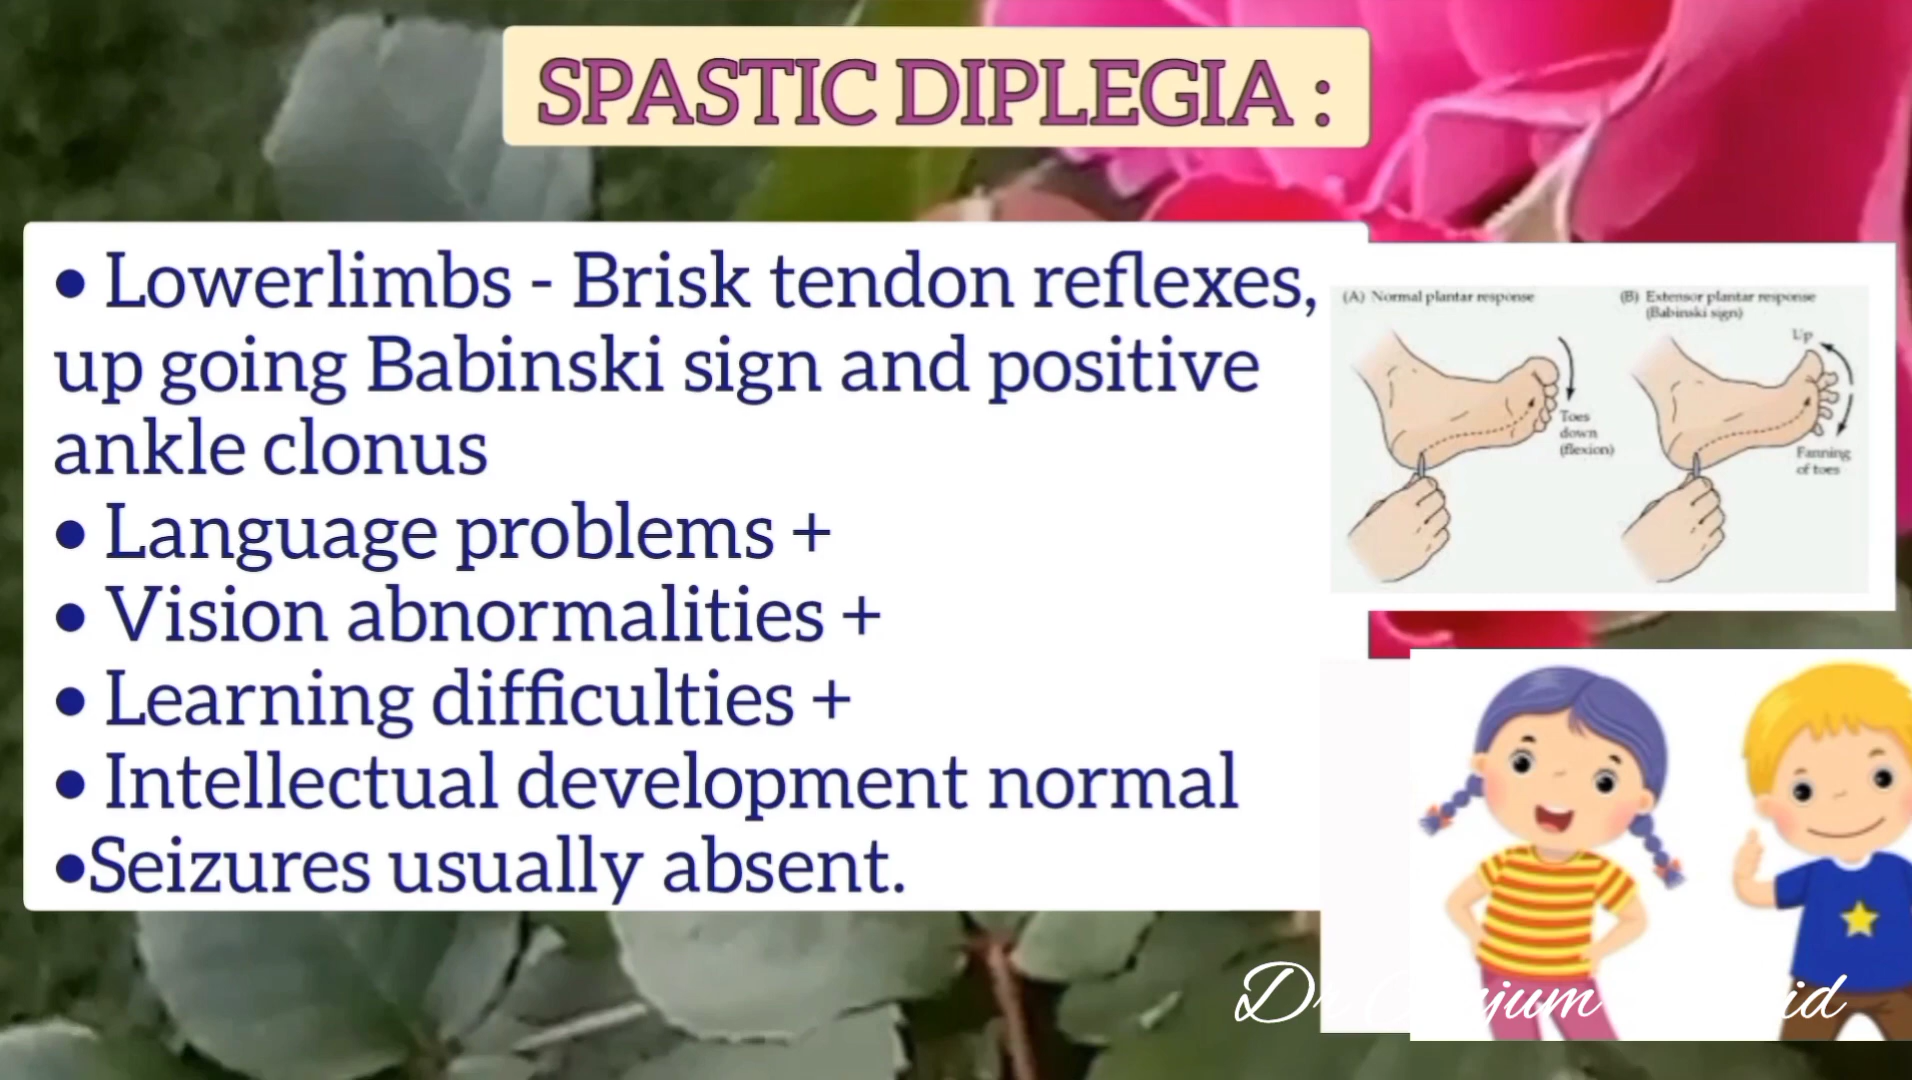 SPASTIC DIPLEGIA :
• Lowerlimbs - Brisk tendon reflexes,
up going Babinski sign and positive
ankle clonus
• Language problems +
• Vision abnormalities +
• Learning difficulties +
• Intellectual development normal
•Seizures usually absent.
(A) Normal plantar response
Toes
down
(flexion)
(B) Extensor plantar response
(Babinski sign)
Up
Fanning
of toes
Dr